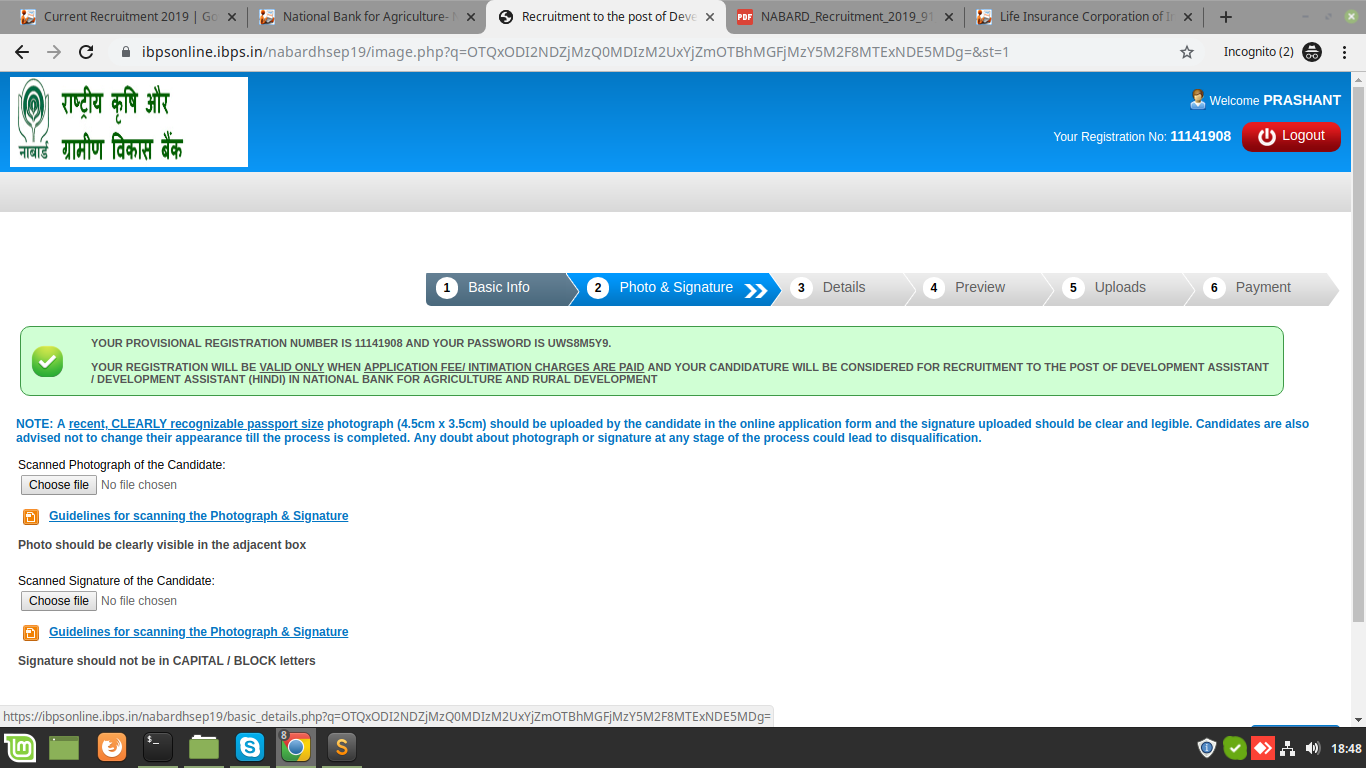 Current Recruitment 2019 | Go
National Bank for Agriculture-
Recruitment to the post of Deve
PDF
NABARD_Recruitment_2019_91
Life Insurance Corporation of In
ibpsonline.ibps.in/nabardhsep19/image.php?q=OTQxODI2NDZjMzQ0MDIzM2UxYjZmOTBhMGFjMzY5M2F8MTExNDE5MDg=&st=1
Incognito (2)
राष्ट्रीय कृषि और
ग्रामीण विकास बैंक
नाबार्ड
Welcome PRASHANT
Your Registration No: 11141908
Logout
1 Basic Info
2 Photo & Signature
3 Details
4 Preview
5 Uploads
6 Payment
YOUR PROVISIONAL REGISTRATION NUMBER IS 11141908 AND YOUR PASSWORD IS UWS8M5Y9.
YOUR REGISTRATION WILL BE VALID ONLY WHEN APPLICATION FEE/ INTIMATION CHARGES ARE PAID AND YOUR CANDIDATURE WILL BE CONSIDERED FOR RECRUITMENT TO THE POST OF DEVELOPMENT ASSISTANT
/ DEVELOPMENT ASSISTANT (HINDI) IN NATIONAL BANK FOR AGRICULTURE AND RURAL DEVELOPMENT
NOTE: A recent, CLEARLY recognizable passport size photograph (4.5cm x 3.5cm) should be uploaded by the candidate in the online application form and the signature uploaded should be clear and legible. Candidates are also
advised not to change their appearance till the process is completed. Any doubt about photograph or signature at any stage of the process could lead to disqualification.
Scanned Photograph of the Candidate:
Choose file No file chosen
Guidelines for scanning the Photograph & Signature
Photo should be clearly visible in the adjacent box
Scanned Signature of the Candidate:
Choose file No file chosen
Guidelines for scanning the Photograph & Signature
Signature should not be in CAPITAL / BLOCK letters
https://ibpsonline.ibps.in/nabardhsep19/basic_details.php?q=OTQxODI2NDZjMzQ0MDIzM2UxYjZmOTBhMGFjMzY5M2F8MTExNDE5MDg=
8
18:48